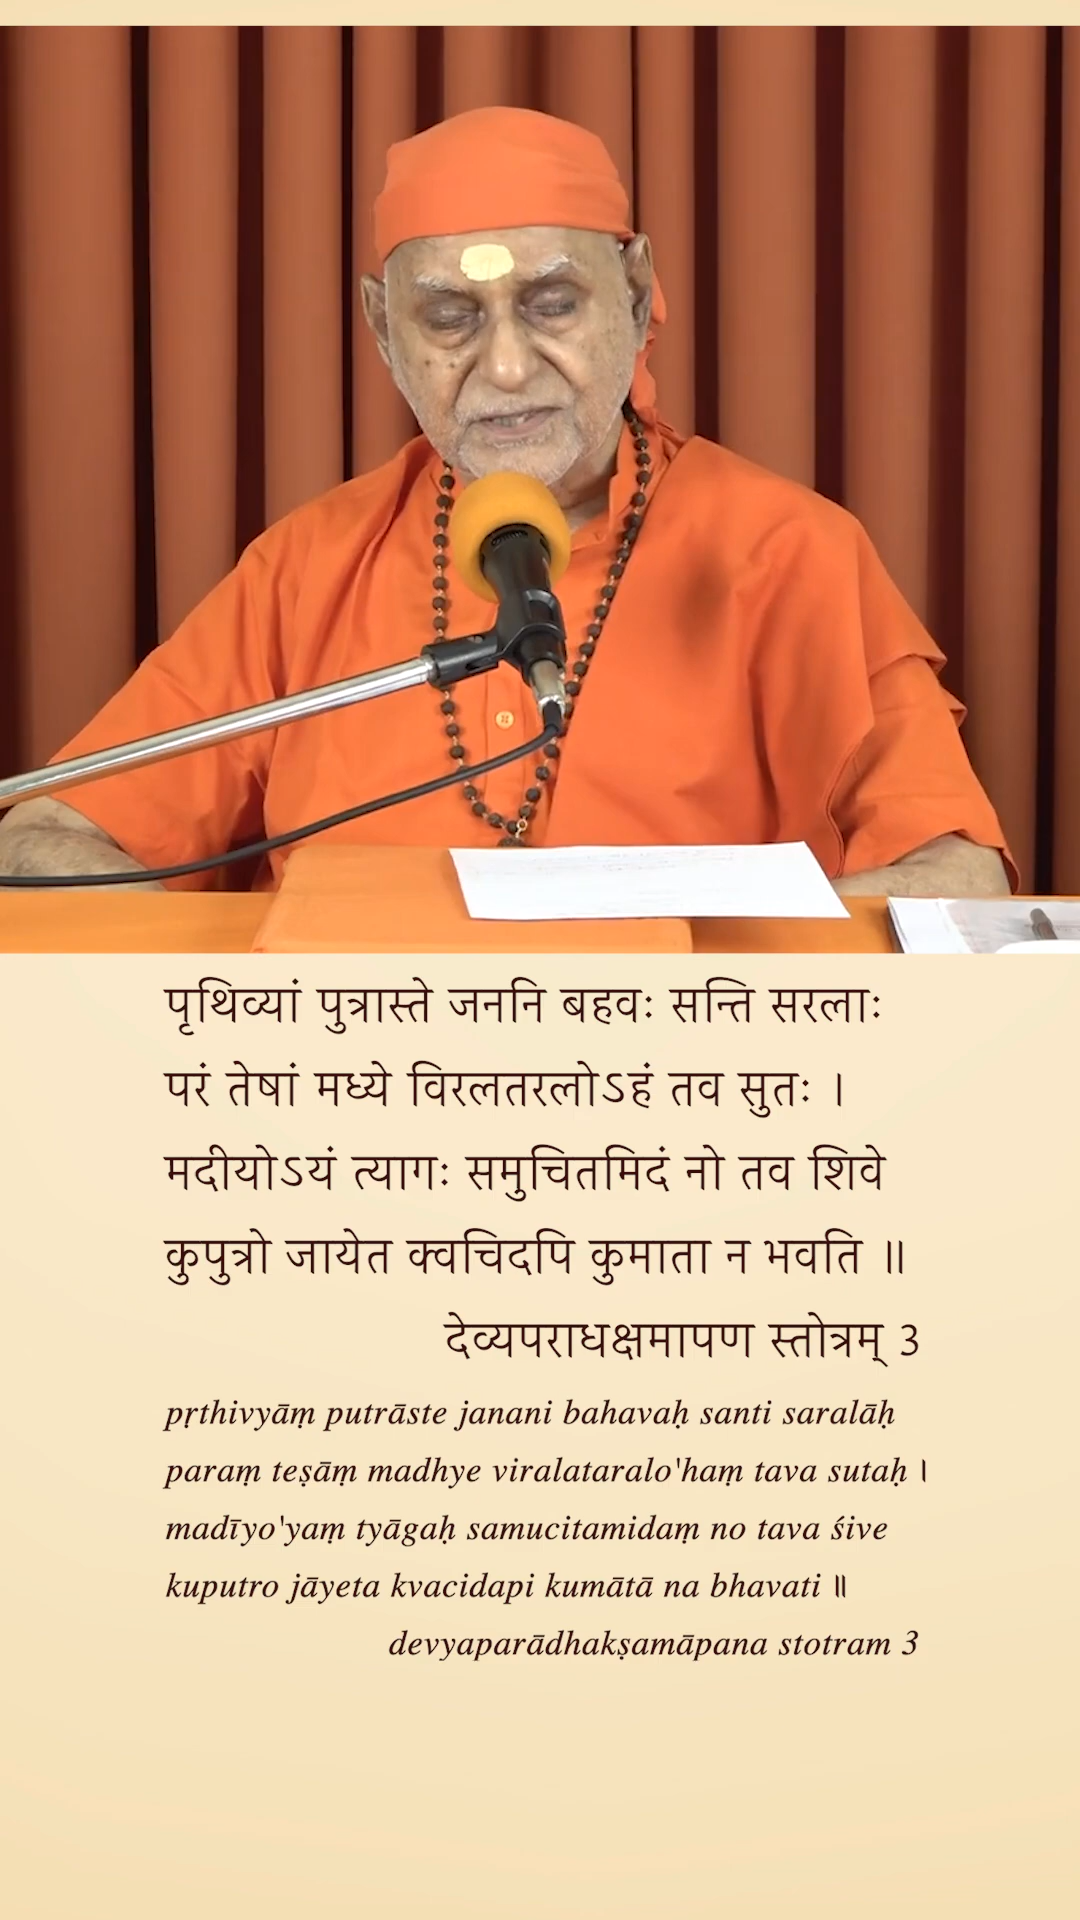 पृथिव्यां पुत्रास्ते जननि बहवः सन्ति सरलाः
परं तेषां मध्ये विरलतरलोऽहं तव सुतः ।
मदीयोऽयं त्यागः समुचितमिदं नो तव शिवे
कुपुत्रो जायेत क्वचिदपि कुमाता न भवति ॥
देव्यपराधक्षमापण स्तोत्रम् 3
pṛthivyāṃ putrāste janani bahavaḥ santi saralāḥ
paraṃ teṣāṃ madhye viralataralo'haṃ tava sutaḥ ।
madīyo'yaṃ tyāgaḥ samucitamidaṃ no tava śive
kuputro jāyeta kvacidapi kumātā na bhavati ॥
devyaparādhakṣamāpana stotram 3